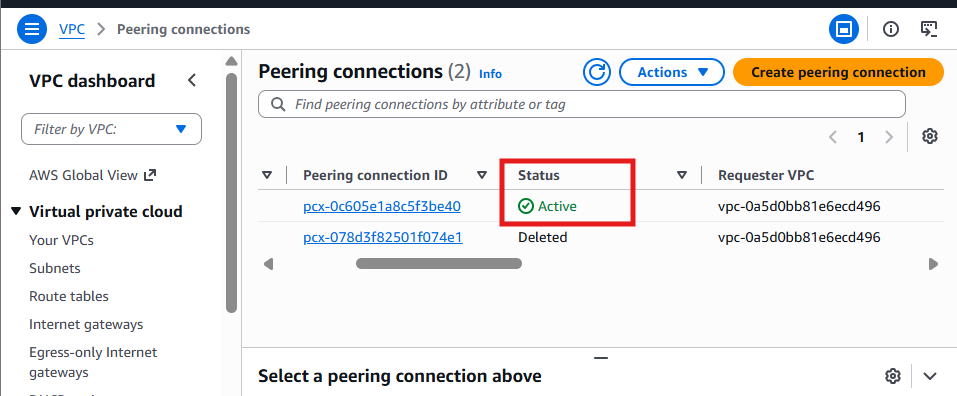 VPC > Peering connections
VPC dashboard
Filter by VPC:
AWS Global View
Virtual private cloud
Your VPCs
Subnets
Route tables
Internet gateways
Egress-only Internet
gateways
Peering connections (2) Info
Actions
Create peering connection
Find peering connections by attribute or tag
1
Peering connection ID Status Requester VPC
pcx-0c605e1a8c5f3be40 Active vpc-0a5d0bb81e6ecd496
pcx-078d3f82501f074e1 Deleted vpc-0a5d0bb81e6ecd496
Select a peering connection above